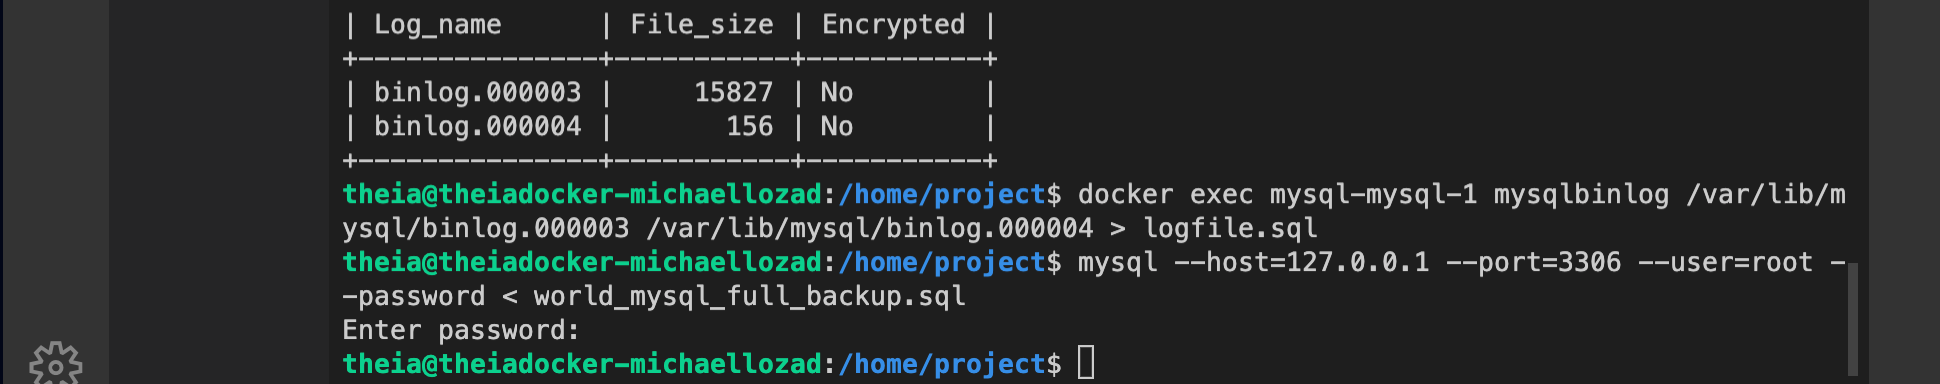 | Log_name      | File_size | Encrypted |
+---------------+-----------+-----------+
| binlog.000003 |     15827 | No        |
| binlog.000004 |       156 | No        |
+---------------+-----------+-----------+
theia@theiadocker-michaellozad:/home/project$ docker exec mysql-mysql-1 mysqlbinlog /var/lib/m
ysql/binlog.000003 /var/lib/mysql/binlog.000004 > logfile.sql
theia@theiadocker-michaellozad:/home/project$ mysql --host=127.0.0.1 --port=3306 --user=root -
-password < world_mysql_full_backup.sql
Enter password:
theia@theiadocker-michaellozad:/home/project$